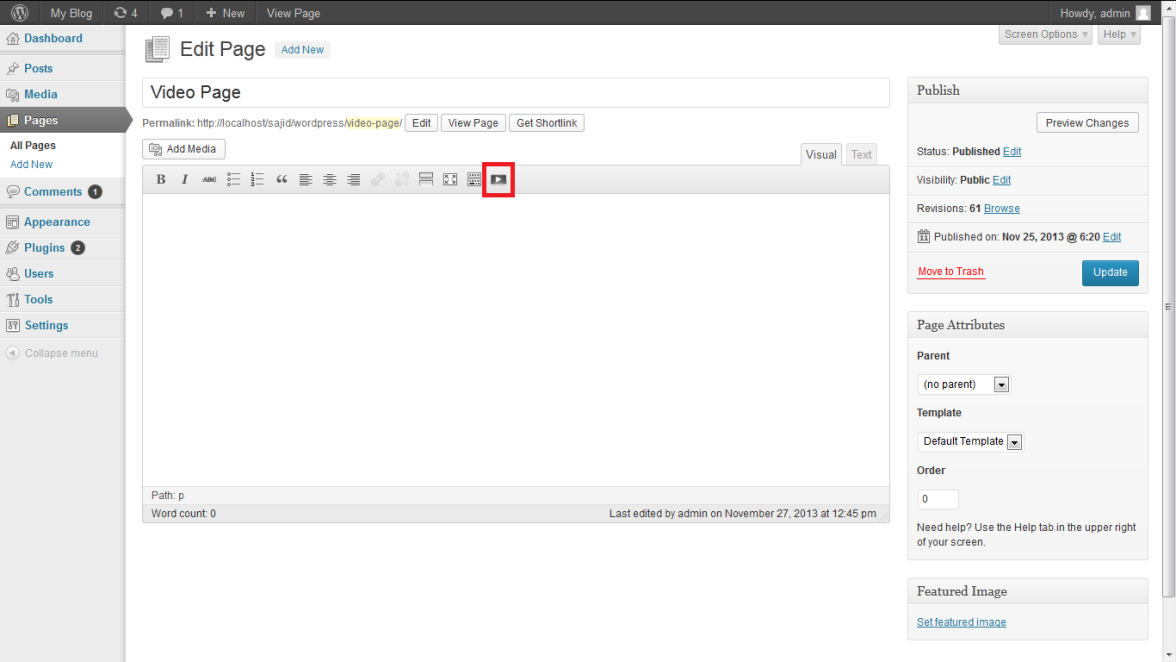 My Blog 4 1 + New View Page Howdy, admin
Dashboard
Posts
Media
Pages
All Pages
Add New
Comments 1
Appearance
Plugins 2
Users
Tools
Settings
Collapse menu
Screen Options Help
Edit Page Add New
Video Page
Permalink: http://localhost/sajid/wordpress/video-page/ Edit View Page Get Shortlink
Add Media
Visual Text
B I ABC
Path: p
Word count: 0 Last edited by admin on November 27, 2013 at 12:45 pm
Publish
Preview Changes
Status: Published Edit
Visibility: Public Edit
Revisions: 61 Browse
11 Published on: Nov 25, 2013 @ 6:20 Edit
Move to Trash Update
Page Attributes
Parent
(no parent)
Template
Default Template
Order
0
Need help? Use the Help tab in the upper right
of your screen.
Featured Image
Set featured image